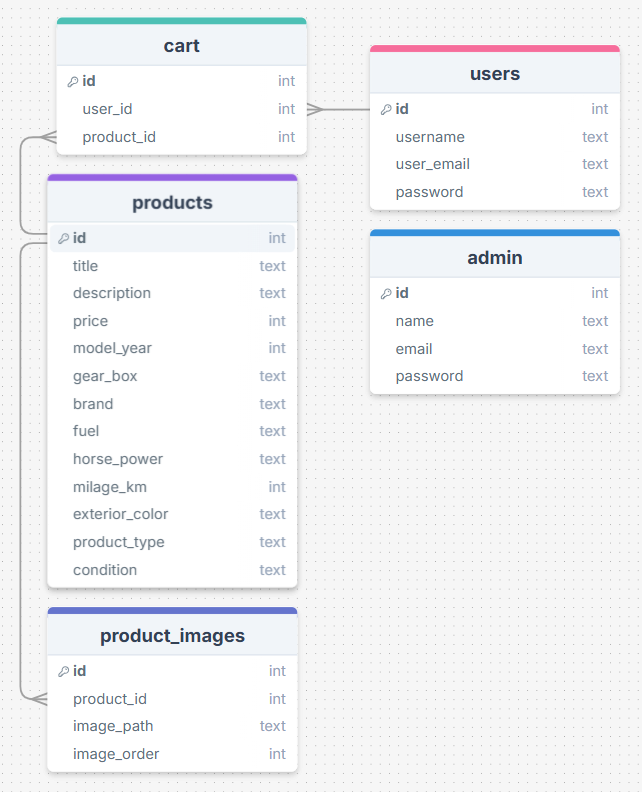 cart
id int
user_id int
product_id int
users
id int
username text
user_email text
password text
products
id int
title text
description text
price int
model_year int
gear_box text
brand text
fuel text
horse_power text
milage_km int
exterior_color text
product_type text
condition text
admin
id int
name text
email text
password text
product_images
id int
product_id int
image_path text
image_order int